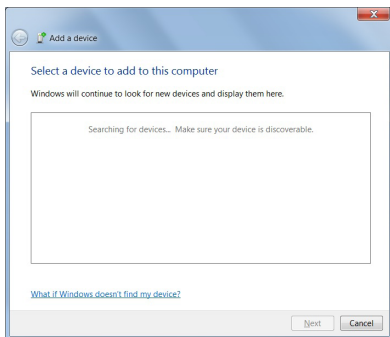 Add a device
Select a device to add to this computer
Windows will continue to look for new devices and display them here.
Searching for devices... Make sure your device is discoverable.
What if Windows doesn't find my device?
Next Cancel